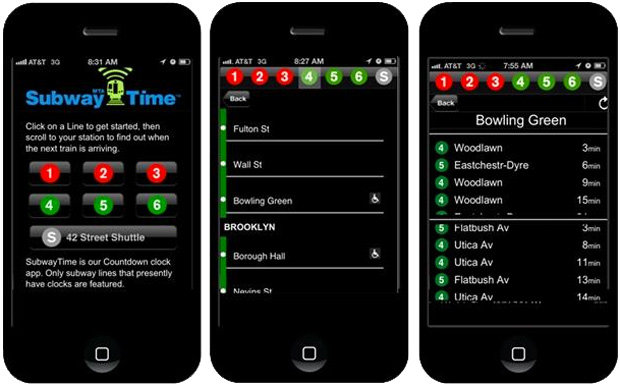 AT&T 3G 8:31 AM
MTA
Subway Time™
Click on a Line to get started, then
scroll to your station to find out when
the next train is arriving.
1 2 3
4 5 6
S 42 Street Shuttle
SubwayTime is our Countdown clock
app. Only subway lines that presently
have clocks are featured.
AT&T 3G 8:27 AM
1 2 3 4 5 6 S
Back
Fulton St
Wall St
Bowling Green
BROOKLYN
Borough Hall
Nevins St
AT&T 3G 7:55 AM
1 2 3 4 5 6 S
Back
Bowling Green
4 Woodlawn 3min
5 Eastchestr-Dyre 6min
4 Woodlawn 9min
4 Woodlawn 15min
5 Flatbush Av 3min
4 Utica Av 8min
4 Utica Av 11min
5 Flatbush Av 13min
4 Utica Av 14min